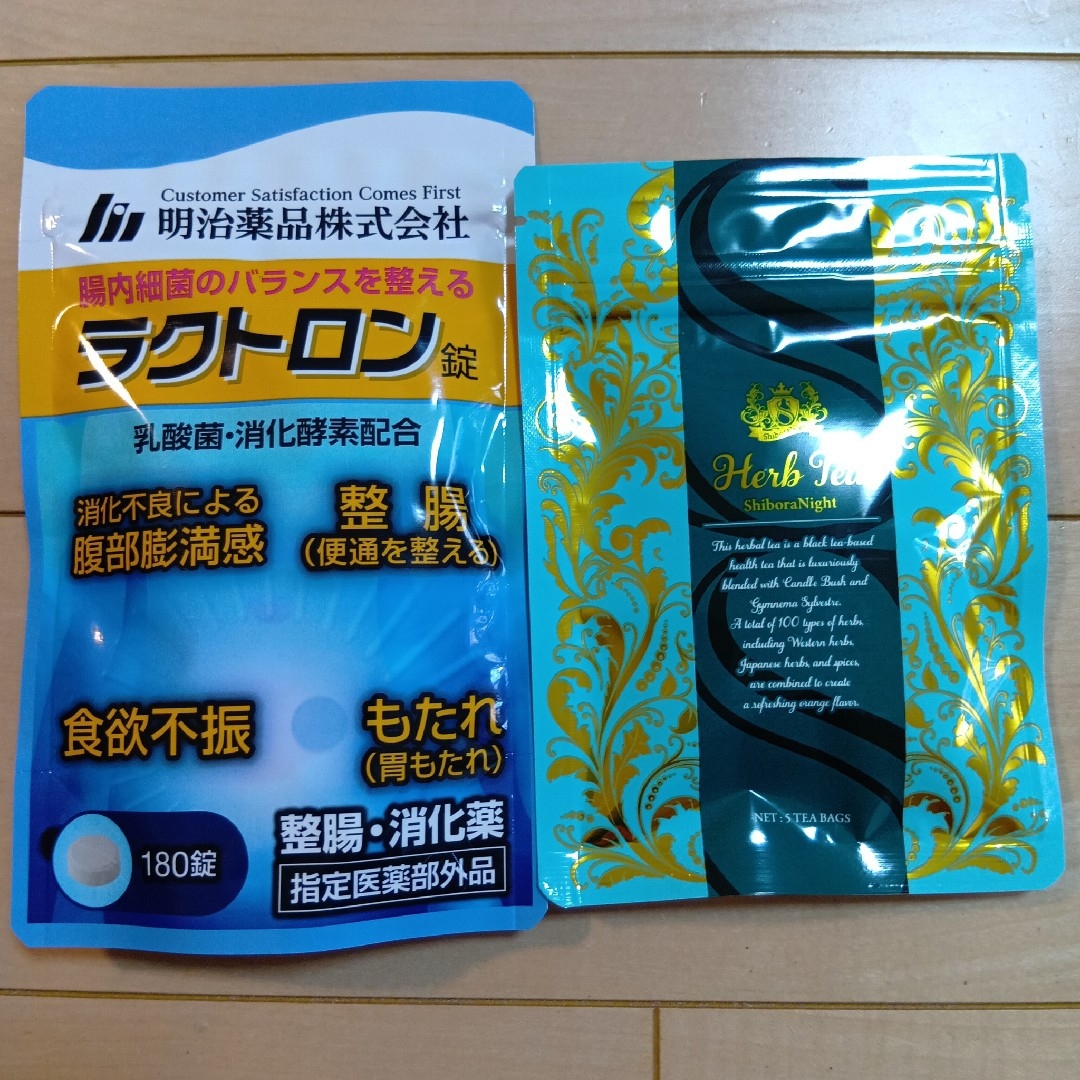 Customer Satisfaction Comes First
明治薬品株式会社
腸内細菌のバランスを整える
ラクトロン錠
乳酸菌・消化酵素配合
消化不良による
腹部膨満感
整腸
(便通を整える)
食欲不振
もたれ
(胃もたれ)
180錠
整腸・消化薬
指定医薬部外品
Herb Tea
ShiboraNight
This herbal tea is a black tea-based
health tea that is luxuriously
blended with Candle Bush and
Gymnema Sylvestre.
A total of 100 types of herbs,
including Western herbs,
Japanese herbs, and spices,
are combined to create
a refreshing orange flavor.
NET : 5 TEA BAGS